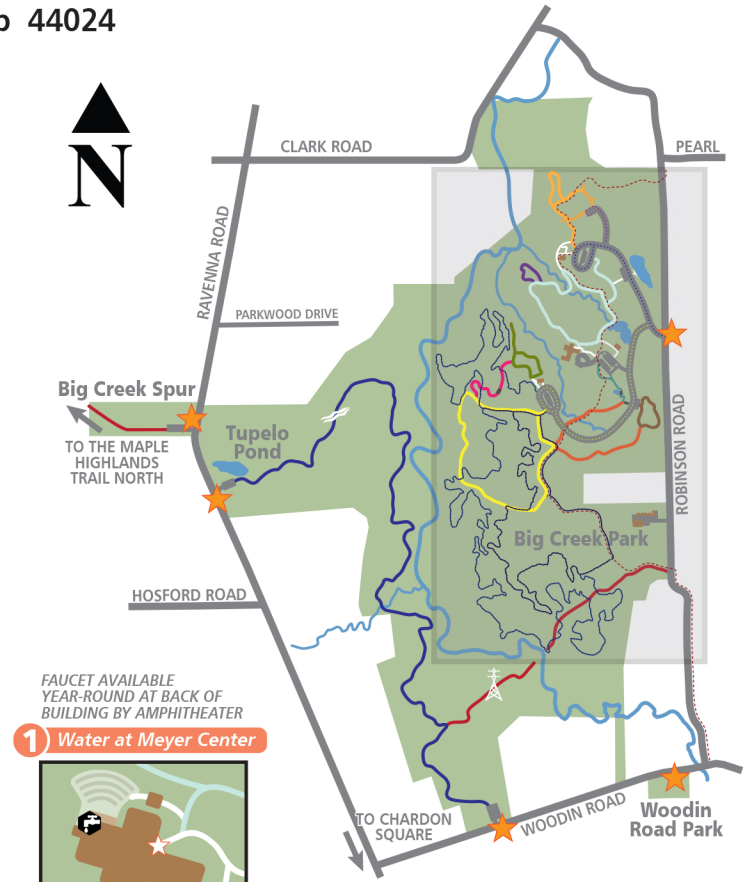 44024
CLARK ROAD
PEARL
RAVENNA ROAD
PARKWOOD DRIVE
Big Creek Spur
TO THE MAPLE
HIGHLANDS
TRAIL NORTH
Tupelo
Pond
ROBINSON ROAD
Big Creek Park
HOSFORD ROAD
N
FAUCET AVAILABLE
YEAR-ROUND AT BACK OF
BUILDING BY AMPHITHEATER
1 Water at Meyer Center
TO CHARDON
SQUARE
WOODIN ROAD
Woodin
Road Park